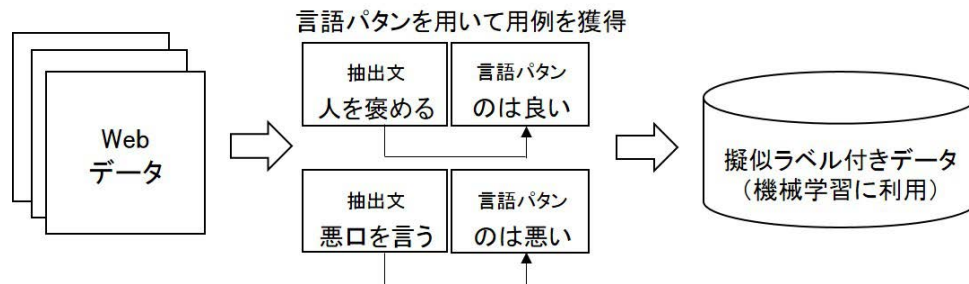 言語パタンを用いて用例を獲得
Web
データ
抽出文
人を褒める
言語パタン
のは良い
抽出文
悪口を言う
言語パタン
のは悪い
擬似ラベル付きデータ
（機械学習に利用）